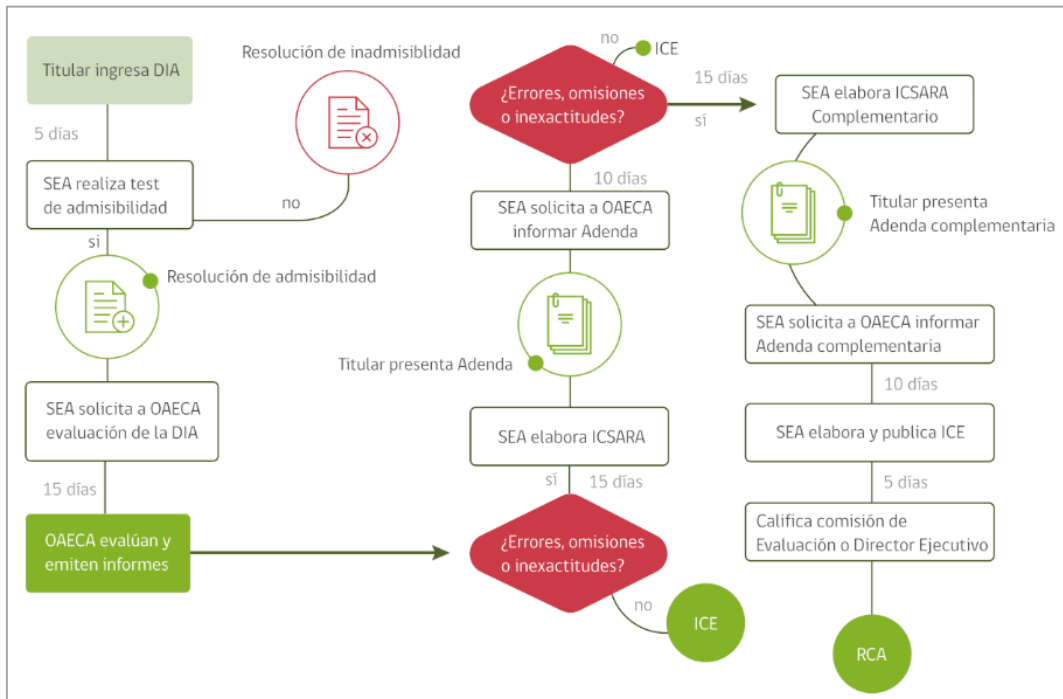 Titular ingresa DIA
5 días
SEA realiza test
de admisibilidad
no
Resolución de inadmisiblidad
si
Resolución de admisibilidad
SEA solicita a OAECA
evaluación de la DIA
15 días
OAECA evalúan y
emiten informes
¿Errores, omisiones
o inexactitudes?
no
ICE
sí
15 días
SEA elabora ICSARA
Titular presenta Adenda
SEA solicita a OAECA
informar Adenda
10 días
¿Errores, omisiones
o inexactitudes?
no
ICE
15 días
sí
SEA elabora ICSARA
Complementario
Titular presenta
Adenda complementaria
SEA solicita a OAECA informar
Adenda complementaria
10 días
SEA elabora y publica ICE
5 días
Califica comisión de
Evaluación o Director Ejecutivo
RCA